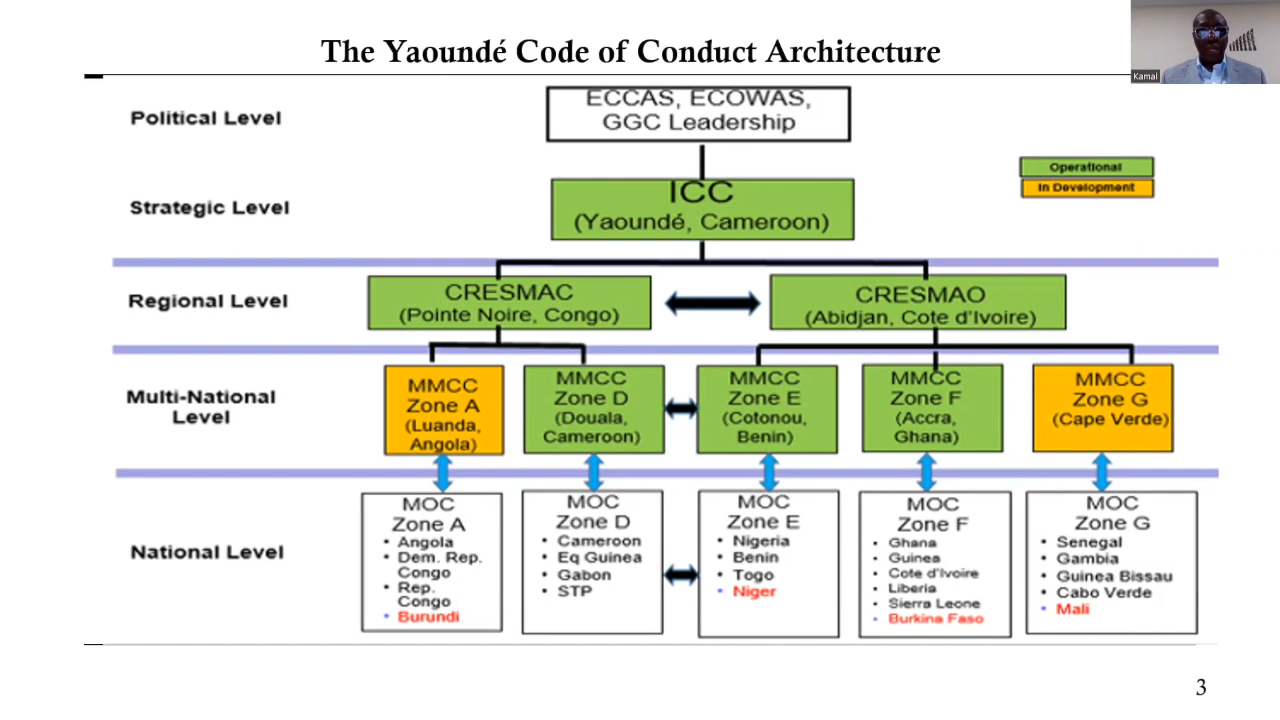 The Yaoundé Code of Conduct Architecture
Kamal
Political Level
ECCAS, ECOWAS,
GGC Leadership
Operational
In Development
Strategic Level
ICC
(Yaoundé, Cameroon)
Regional Level
CRESMAC
(Pointe Noire, Congo)
CRESMAO
(Abidjan, Cote d'Ivoire)
Multi-National
Level
MMCC
Zone A
(Luanda,
Angola)
MMCC
Zone D
(Douala,
Cameroon)
MMCC
Zone E
(Cotonou,
Benin)
MMCC
Zone F
(Accra,
Ghana)
MMCC
Zone G
(Cape Verde)
National Level
MOC
Zone A
• Angola
• Dem. Rep.
Congo
• Rep.
Congo
• Burundi
MOC
Zone D
• Cameroon
• Eq Guinea
• Gabon
• STP
MOC
Zone E
• Nigeria
• Benin
• Togo
• Niger
MOC
Zone F
• Ghana
• Guinea
• Cote d'Ivoire
• Liberia
• Sierra Leone
• Burkina Faso
MOC
Zone G
• Senegal
• Gambia
• Guinea Bissau
• Cabo Verde
• Mali
3